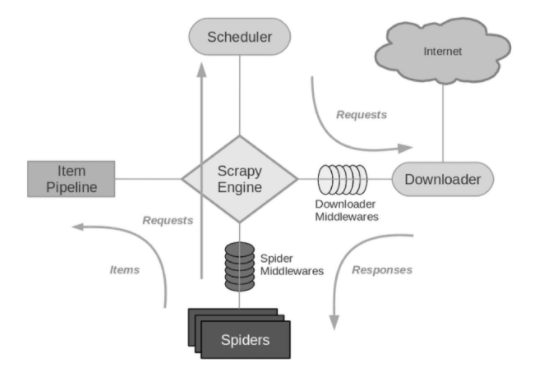 Scheduler
Internet
Requests
Item
Pipeline
Scrapy
Engine
Downloader
Downloader
Middlewares
Requests
Spider
Middlewares
Items
Responses
Spiders